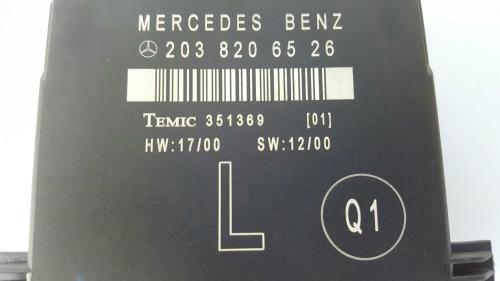 MERCEDES BENZ
203 820 65 26
TEMIC 351369 [01]
HW:17/00 SW:12/00
L
Q1